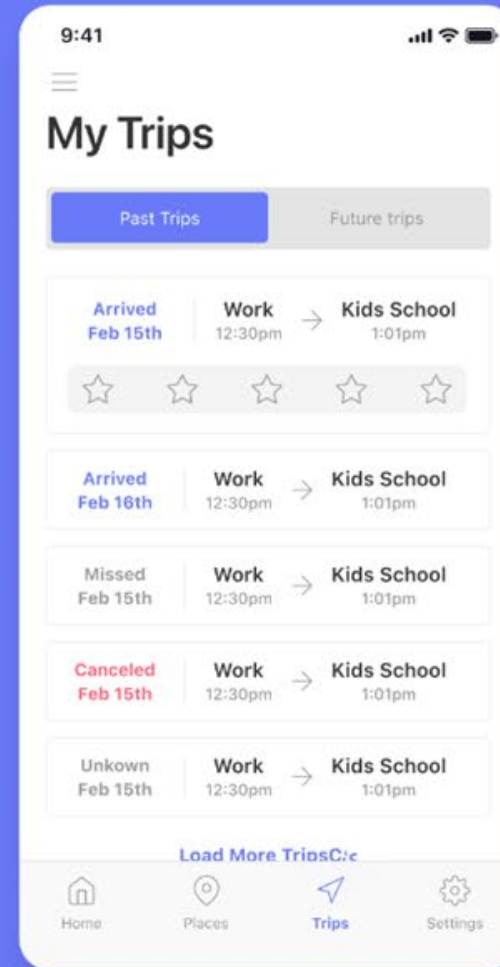 9:41
My Trips
Past Trips Future trips
Arrived Work Kids School
Feb 15th 12:30pm 1:01pm
Arrived Work Kids School
Feb 16th 12:30pm 1:01pm
Missed Work Kids School
Feb 15th 12:30pm 1:01pm
Canceled Work Kids School
Feb 15th 12:30pm 1:01pm
Unkown Work Kids School
Feb 15th 12:30pm 1:01pm
Load More Trips
Home Places Trips Settings